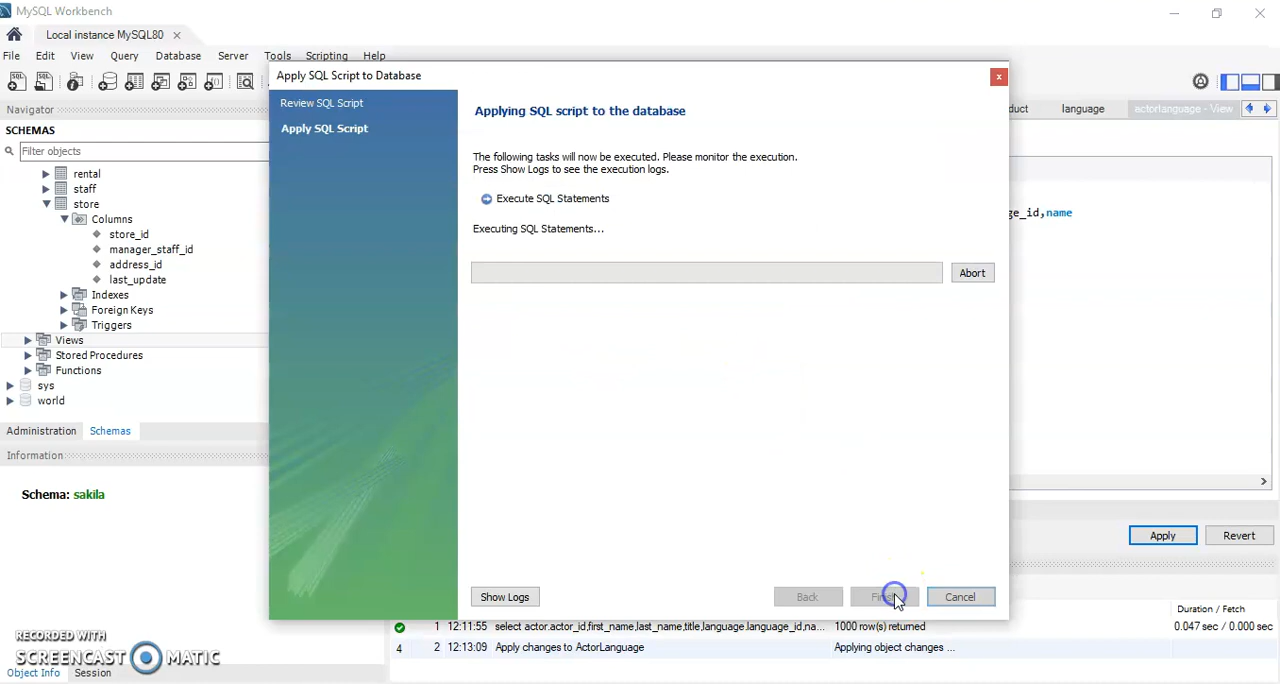 MySQL Workbench
Local instance MySQL80
File Edit View Query Database Server Tools Scripting Help
Navigator
SCHEMAS
Filter objects
rental
staff
store
Columns
store_id
manager_staff_id
address_id
last_update
Indexes
Foreign Keys
Triggers
Views
Stored Procedures
Functions
sys
world
Administration Schemas
Information
Schema: sakila
Object Info Session
Apply SQL Script to Database
Review SQL Script
Apply SQL Script
Applying SQL script to the database
The following tasks will now be executed. Please monitor the execution.
Press Show Logs to see the execution logs.
Execute SQL Statements
Executing SQL Statements...
Abort
Show Logs Back Finish Cancel
language actorlanguage - View
ge_id,name
Apply Revert
Duration / Fetch
1 12:11:55 select actor.actor_id,first_name,last_name,title,language.language_id,na... 1000 row(s) returned 0.047 sec / 0.000 sec
4 2 12:13:09 Apply changes to ActorLanguage Applying object changes ...
RECORDED WITH
SCREENCAST MATIC